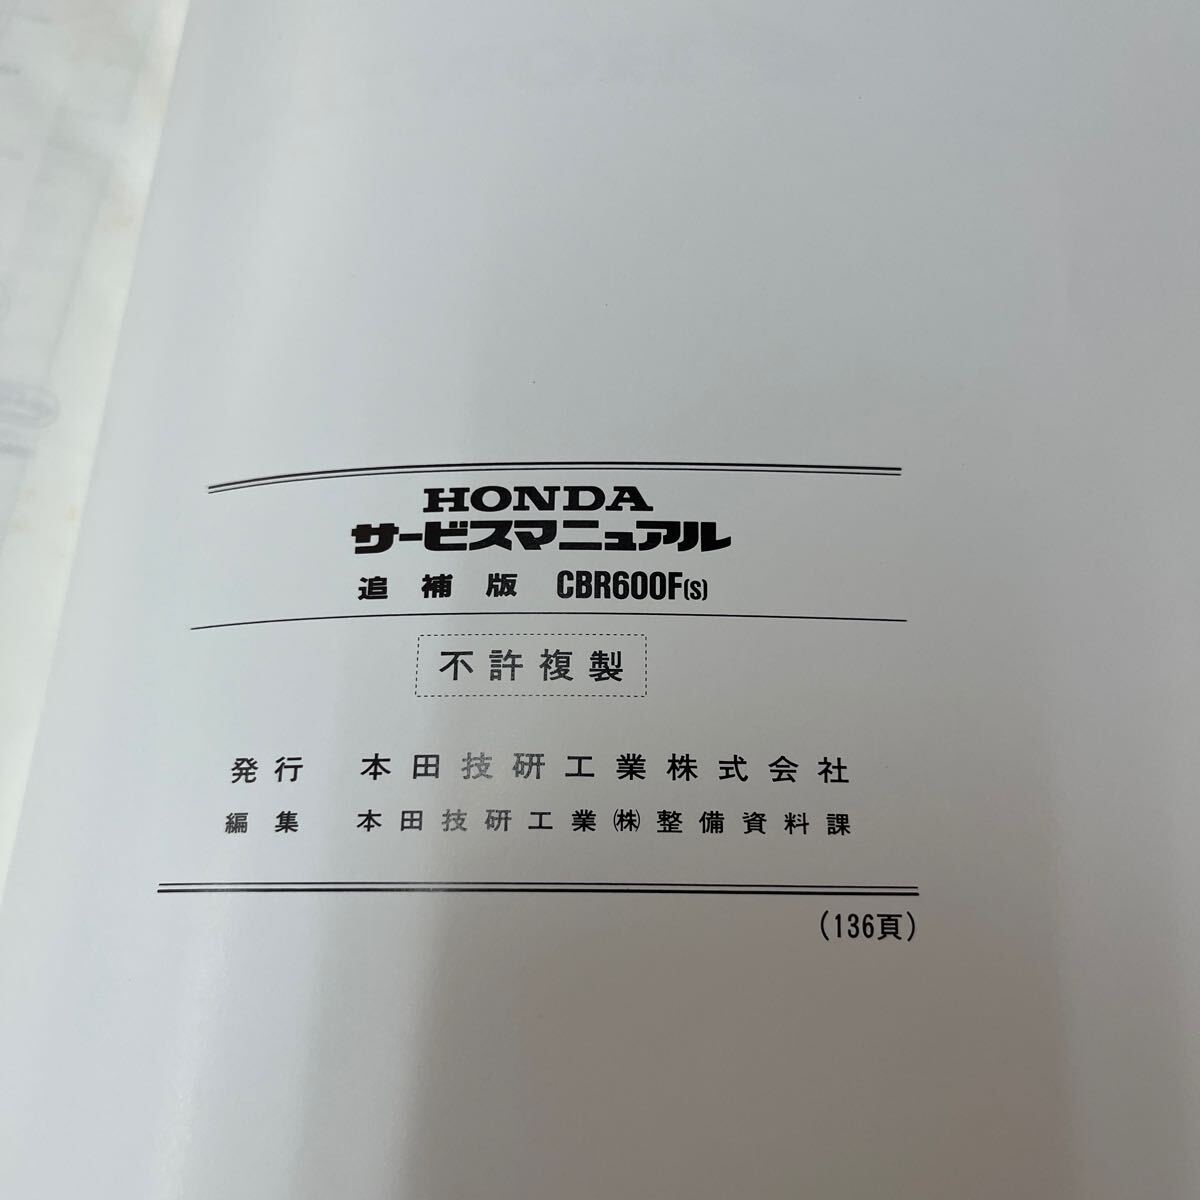 HONDA
サービスマニュアル
追補版 CBR600F(S)
不許複製
発行 本田技研工業株式会社
編集 本田技研工業㈱整備資料課
(136頁)